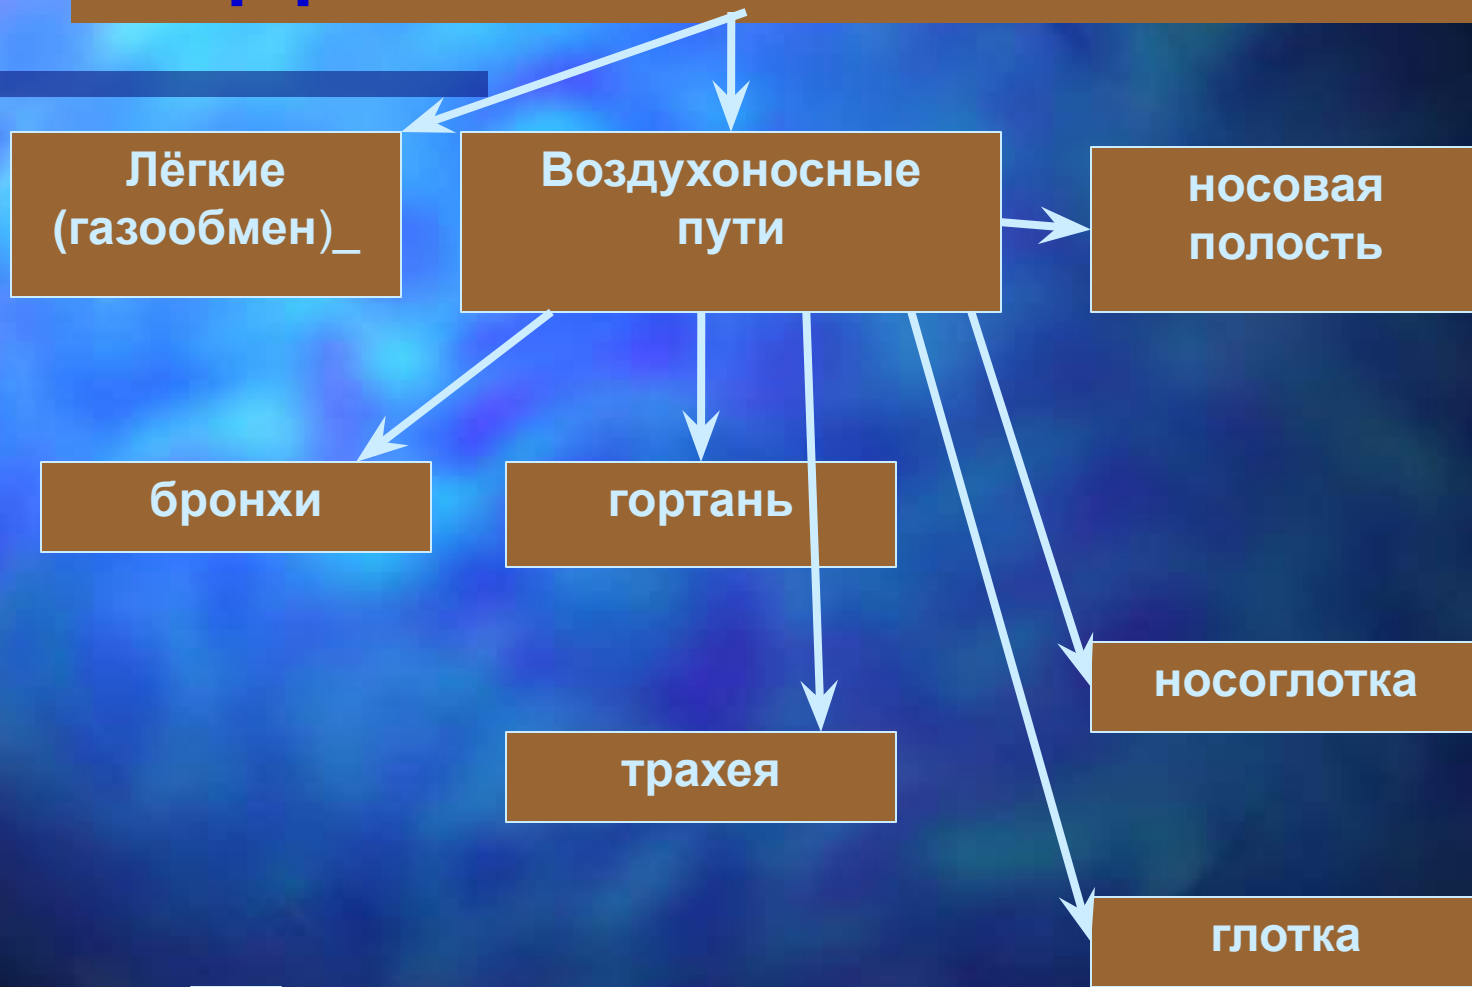 Лёгкие
(газообмен)_
Воздухоносные
пути
носовая
полость
бронхи
гортань
носоглотка
трахея
глотка